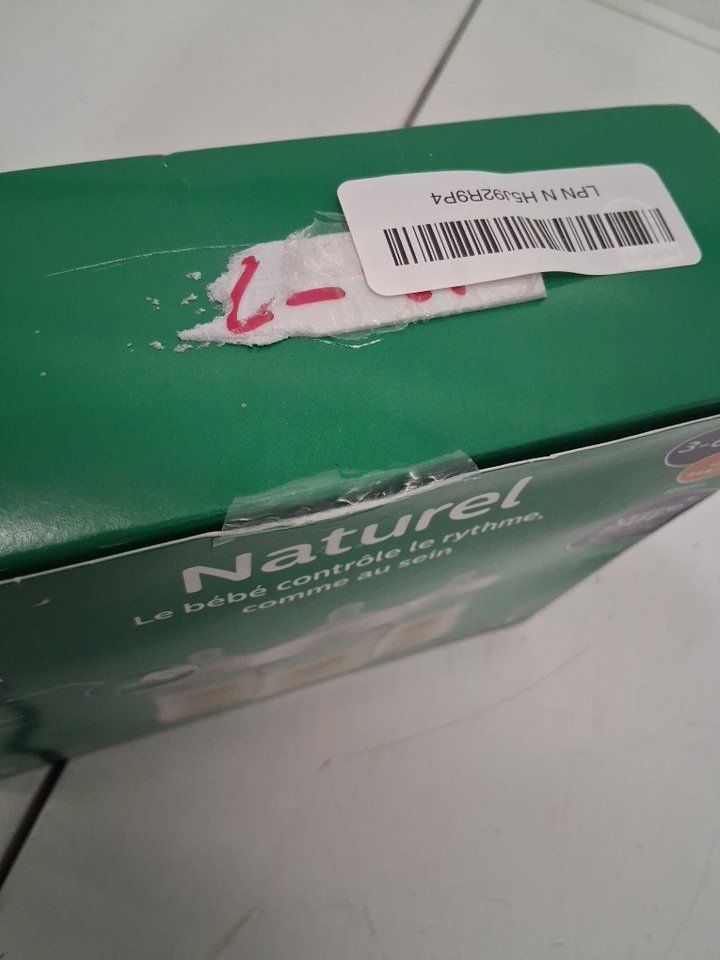 LPN N H5J92R9P4
Naturel
Le bébé contrôle le rythme,
comme au sein